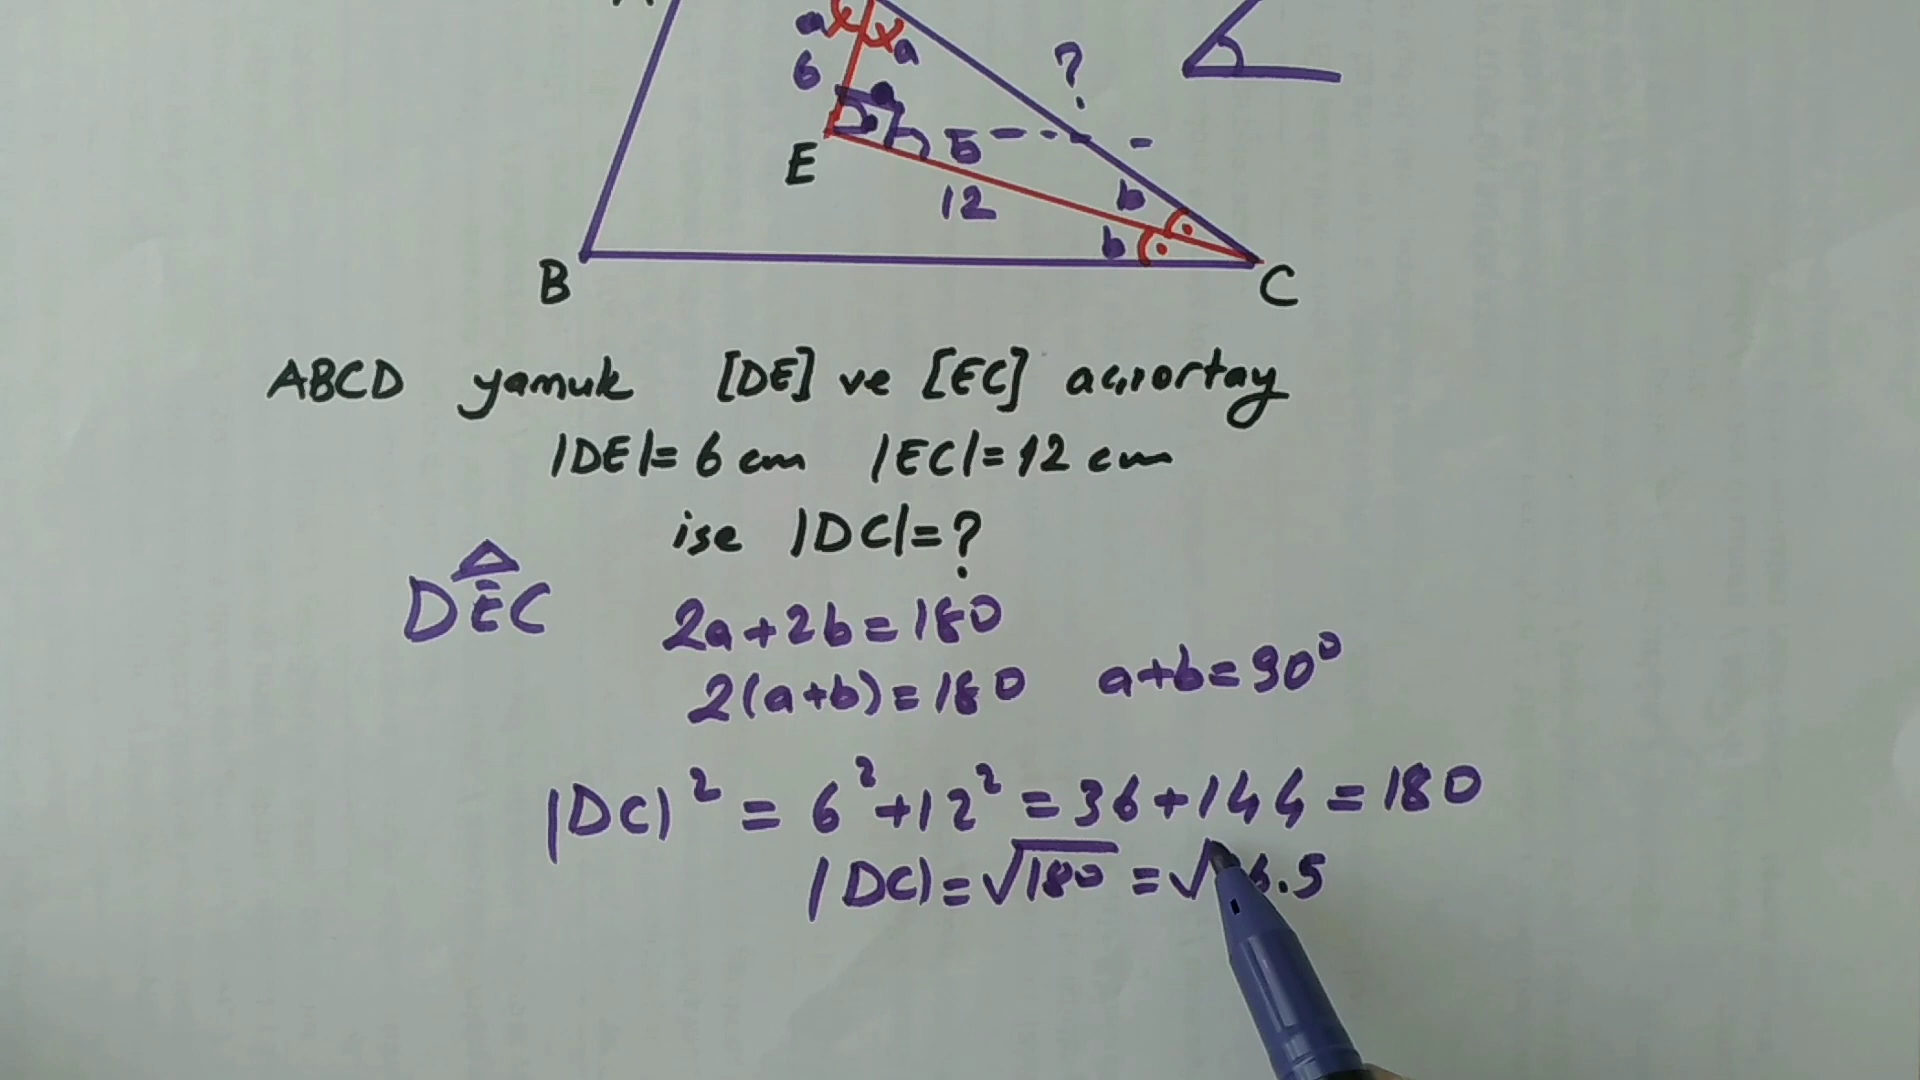 a a
6
?
E
5
12
b
b
B
C
ABCD yamuk [DE] ve [EC] açıortay
|DE|= 6 cm |EC|= 12 cm
ise |DC|= ?
DEC
2a+2b=180
2(a+b)=180 a+b=90⁰
|DC|² = 6²+12² = 36+144 = 180
|DC|=√180 =